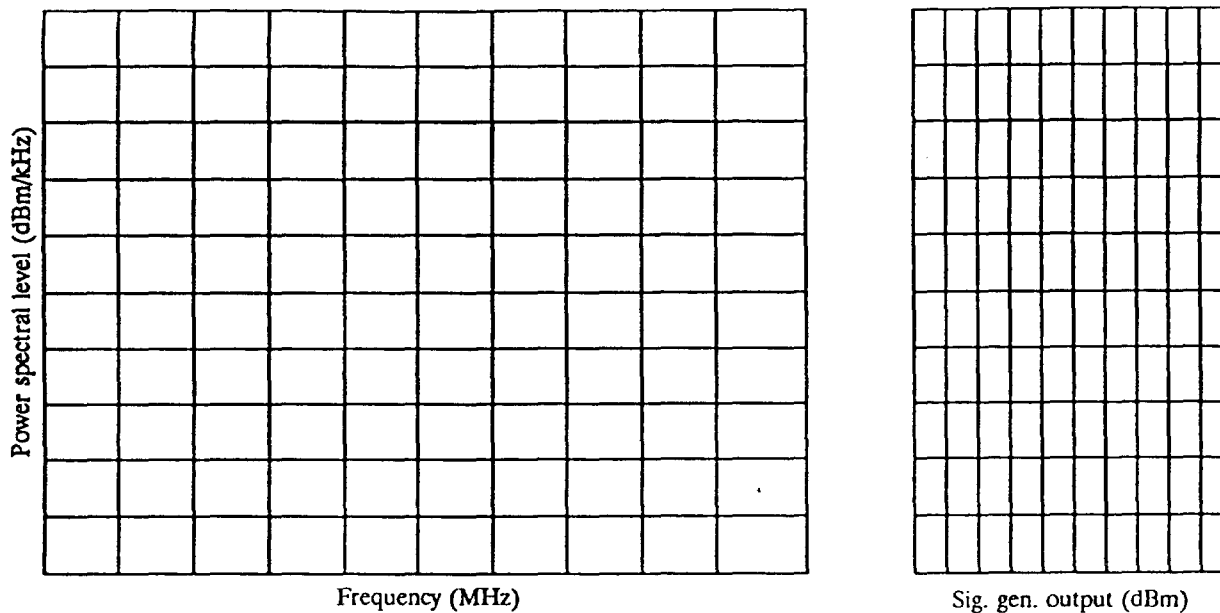 Power spectral level (dBm/kHz)
Frequency (MHz)
Sig. gen. output (dBm)